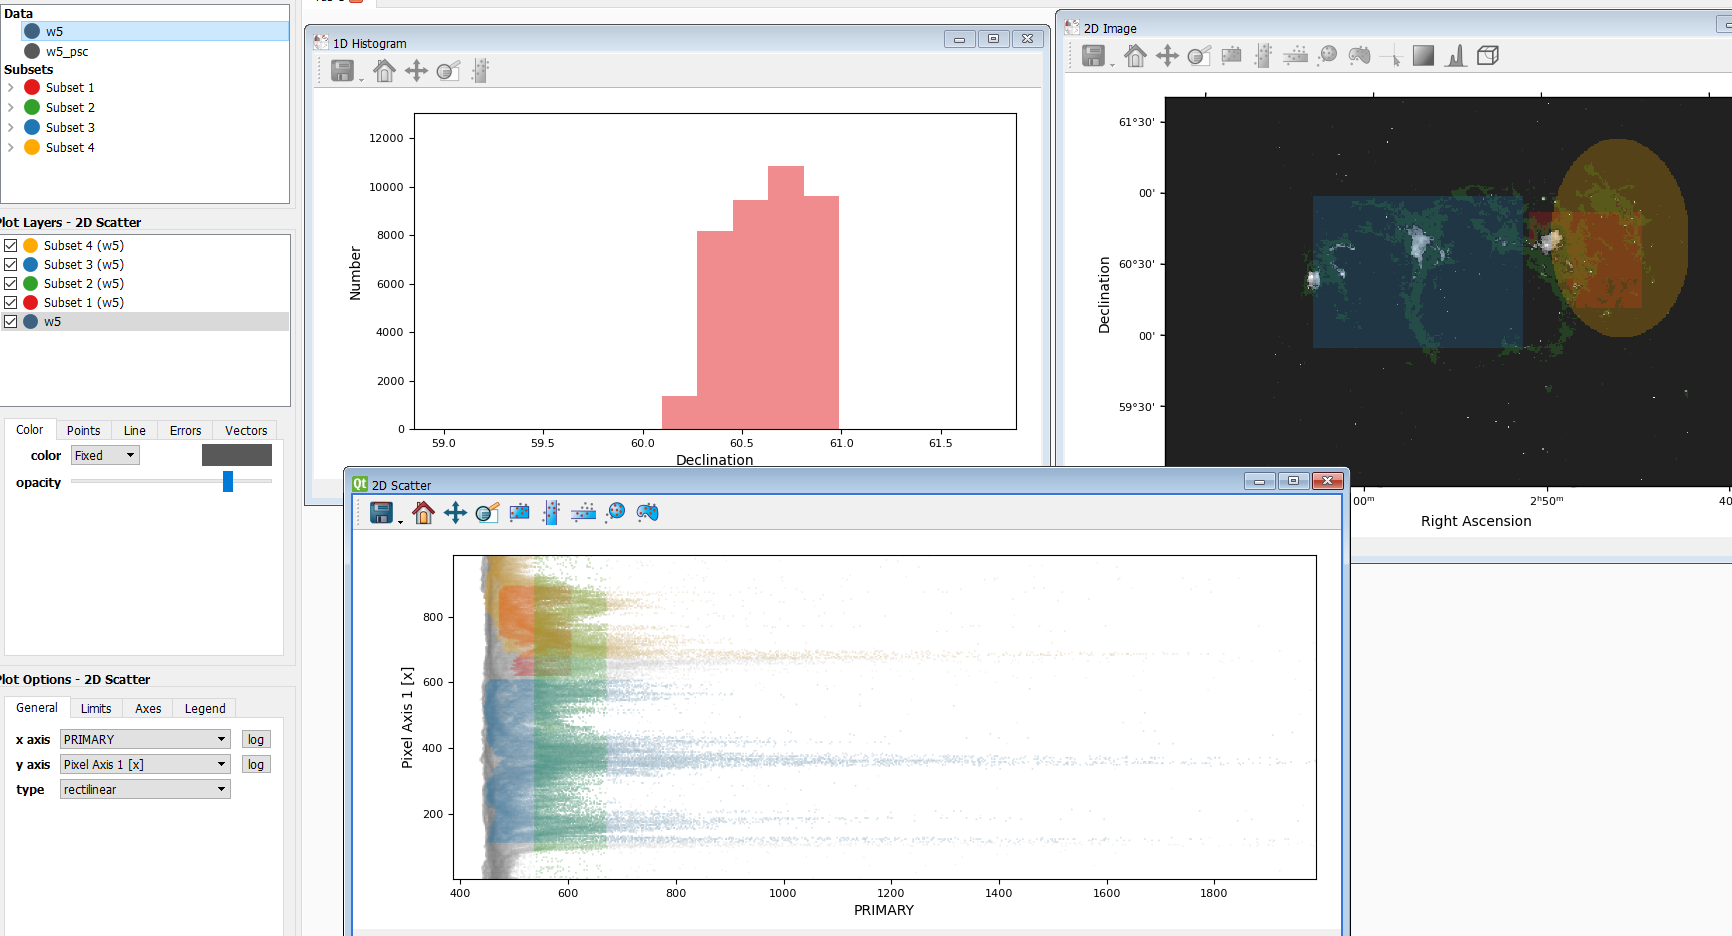 Data
w5
w5_psc
Subsets
Subset 1
Subset 2
Subset 3
Subset 4
Plot Layers - 2D Scatter
Subset 4 (w5)
Subset 3 (w5)
Subset 2 (w5)
Subset 1 (w5)
w5
Color Points Line Errors Vectors
color Fixed
opacity
Plot Options - 2D Scatter
General Limits Axes Legend
x axis PRIMARY log
y axis Pixel Axis 1 [x] log
type rectilinear
1D Histogram
12000
10000
8000
6000
4000
2000
0
Number
59.0 59.5 60.0 60.5 61.0 61.5
Declination
2D Image
61°30'
00'
60°30'
00'
59°30'
Declination
00ᵐ 2ʰ50ᵐ 40
Right Ascension
Qt 2D Scatter
800
600
400
200
Pixel Axis 1 [x]
400 600 800 1000 1200 1400 1600 1800
PRIMARY